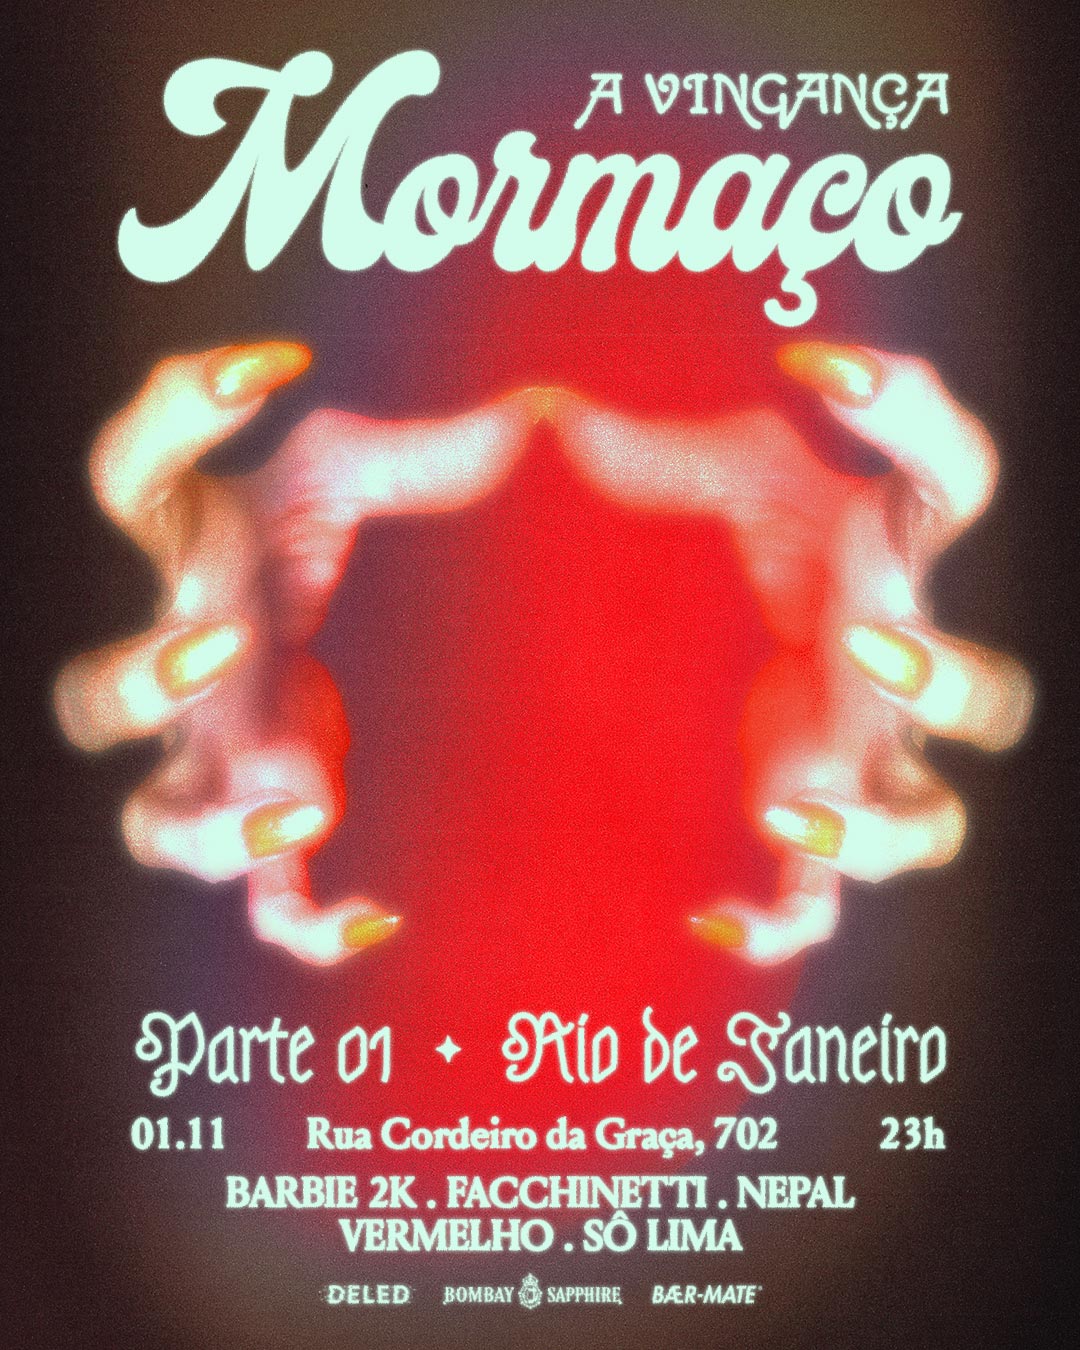 A VINGANÇA
Mormaço
Parte 01 ✦ Rio de Janeiro
01.11 Rua Cordeiro da Graça, 702 23h
BARBIE 2K . FACCHINETTI . NEPAL
VERMELHO . SÔ LIMA
DELED BOMBAY SAPPHIRE BÆR-MATE